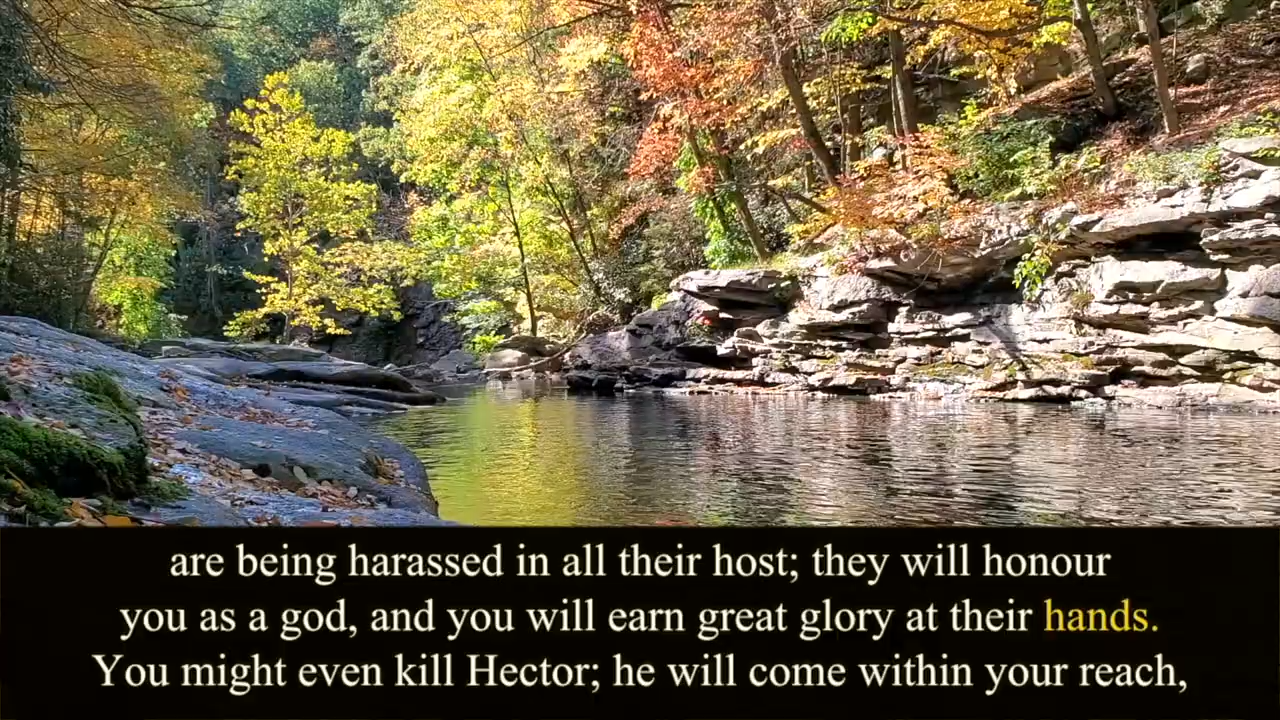 are being harassed in all their host; they will honour
you as a god, and you will earn great glory at their hands.
You might even kill Hector; he will come within your reach,